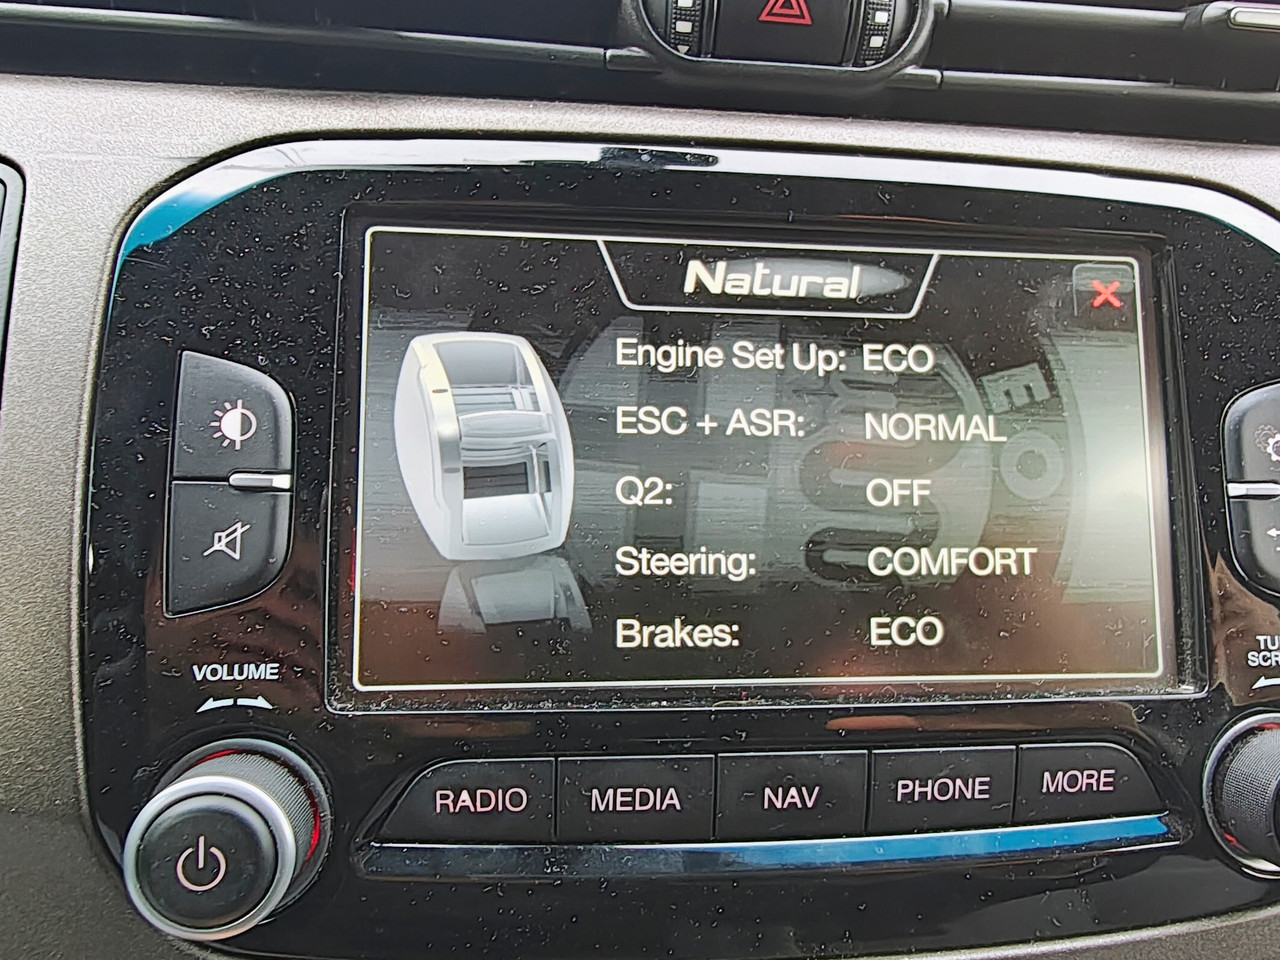 Natural
Engine Set Up: ECO
ESC + ASR: NORMAL
Q2: OFF
Steering: COMFORT
Brakes: ECO
VOLUME
RADIO MEDIA NAV PHONE MORE